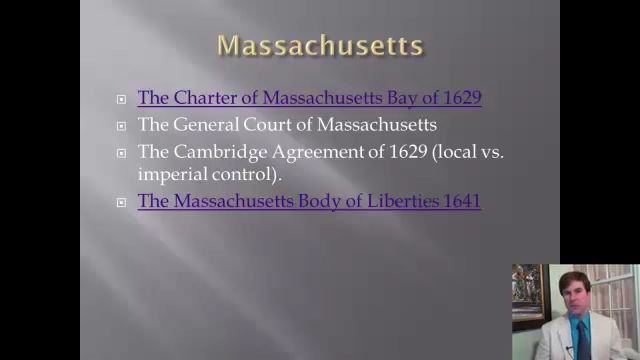 Massachusetts
The Charter of Massachusetts Bay of 1629
The General Court of Massachusetts
The Cambridge Agreement of 1629 (local vs.
imperial control).
The Massachusetts Body of Liberties 1641